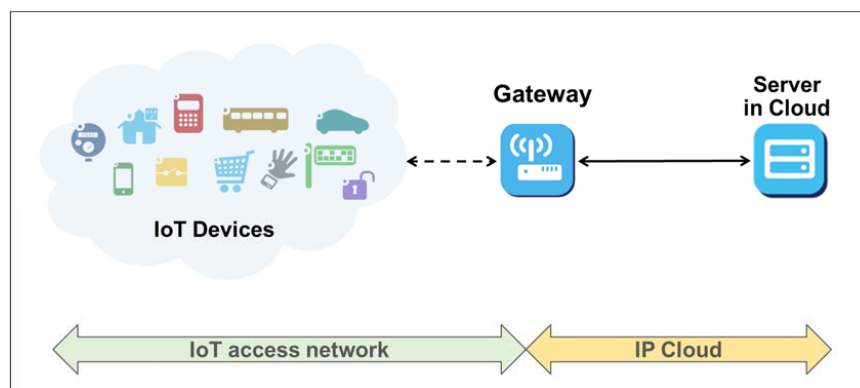 Gateway
Server
in Cloud
IoT Devices
IoT access network
IP Cloud